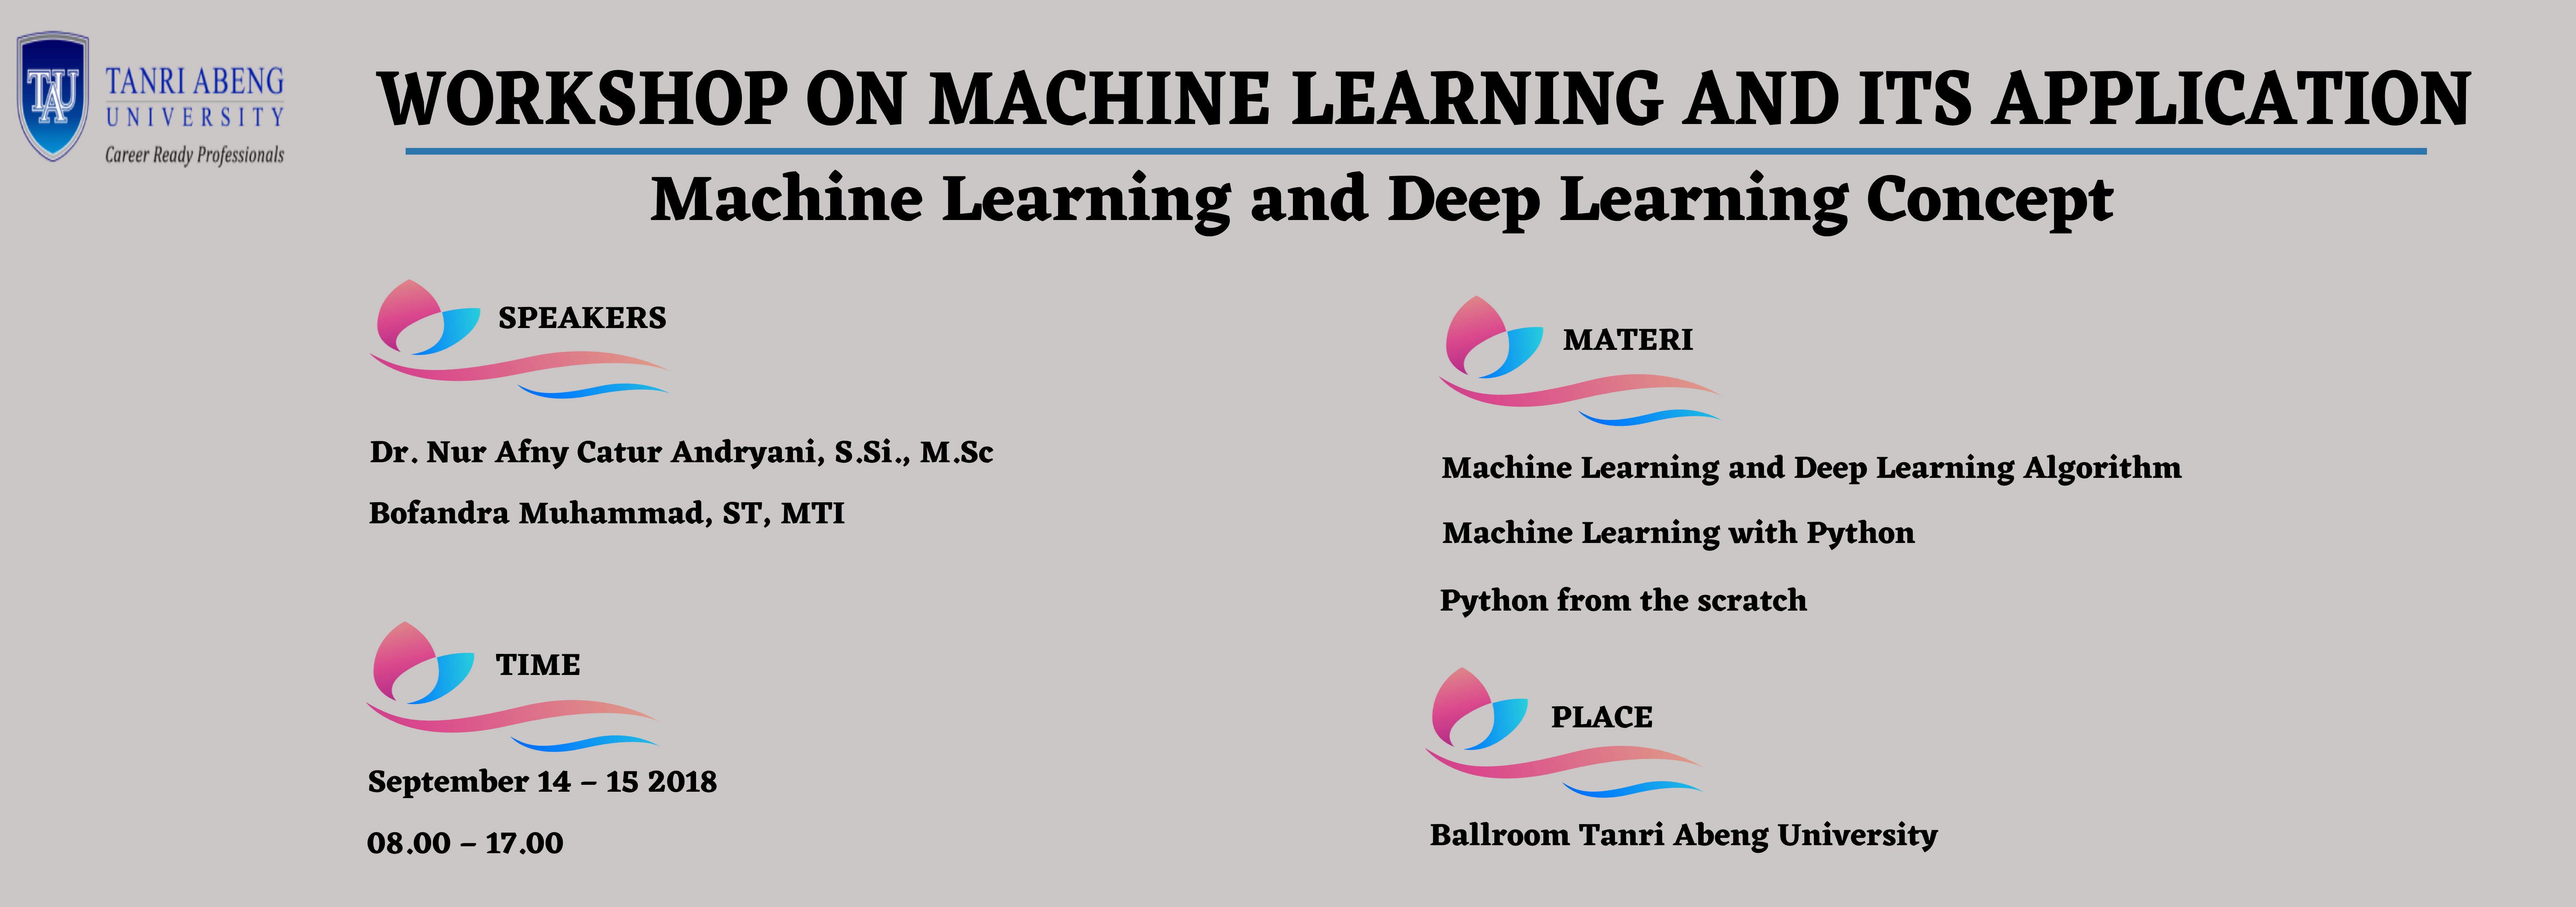 TAU
TANRI ABENG
UNIVERSITY
Career Ready Professionals
WORKSHOP ON MACHINE LEARNING AND ITS APPLICATION
Machine Learning and Deep Learning Concept
SPEAKERS
Dr. Nur Afny Catur Andryani, S.Si., M.Sc
Bofandra Muhammad, ST, MTI
TIME
September 14 – 15 2018
08.00 – 17.00
MATERI
Machine Learning and Deep Learning Algorithm
Machine Learning with Python
Python from the scratch
PLACE
Ballroom Tanri Abeng University